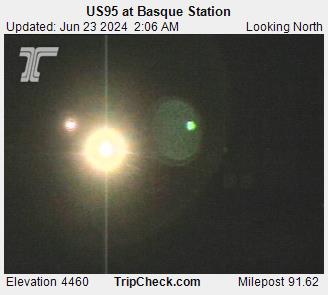 US95 at Basque Station
Updated: Jun 23 2024 2:06 AM Looking North
Elevation 4460 TripCheck.com Milepost 91.62